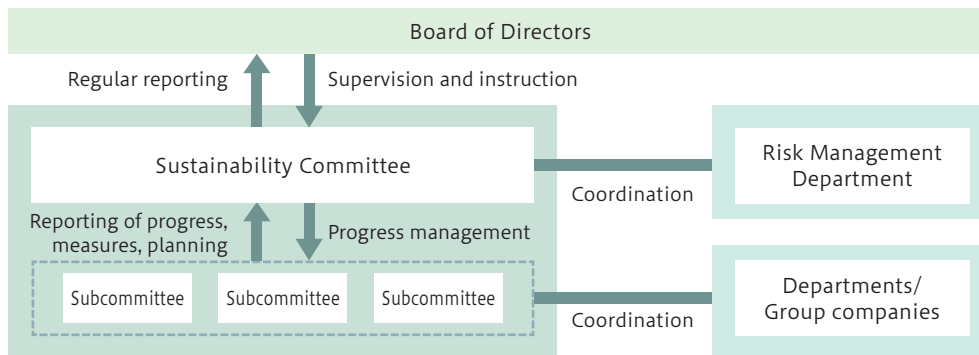 Board of Directors
Regular reporting
Supervision and instruction
Sustainability Committee
Risk Management
Department
Coordination
Reporting of progress,
measures, planning
Progress management
Subcommittee
Subcommittee
Subcommittee
Departments/
Group companies
Coordination